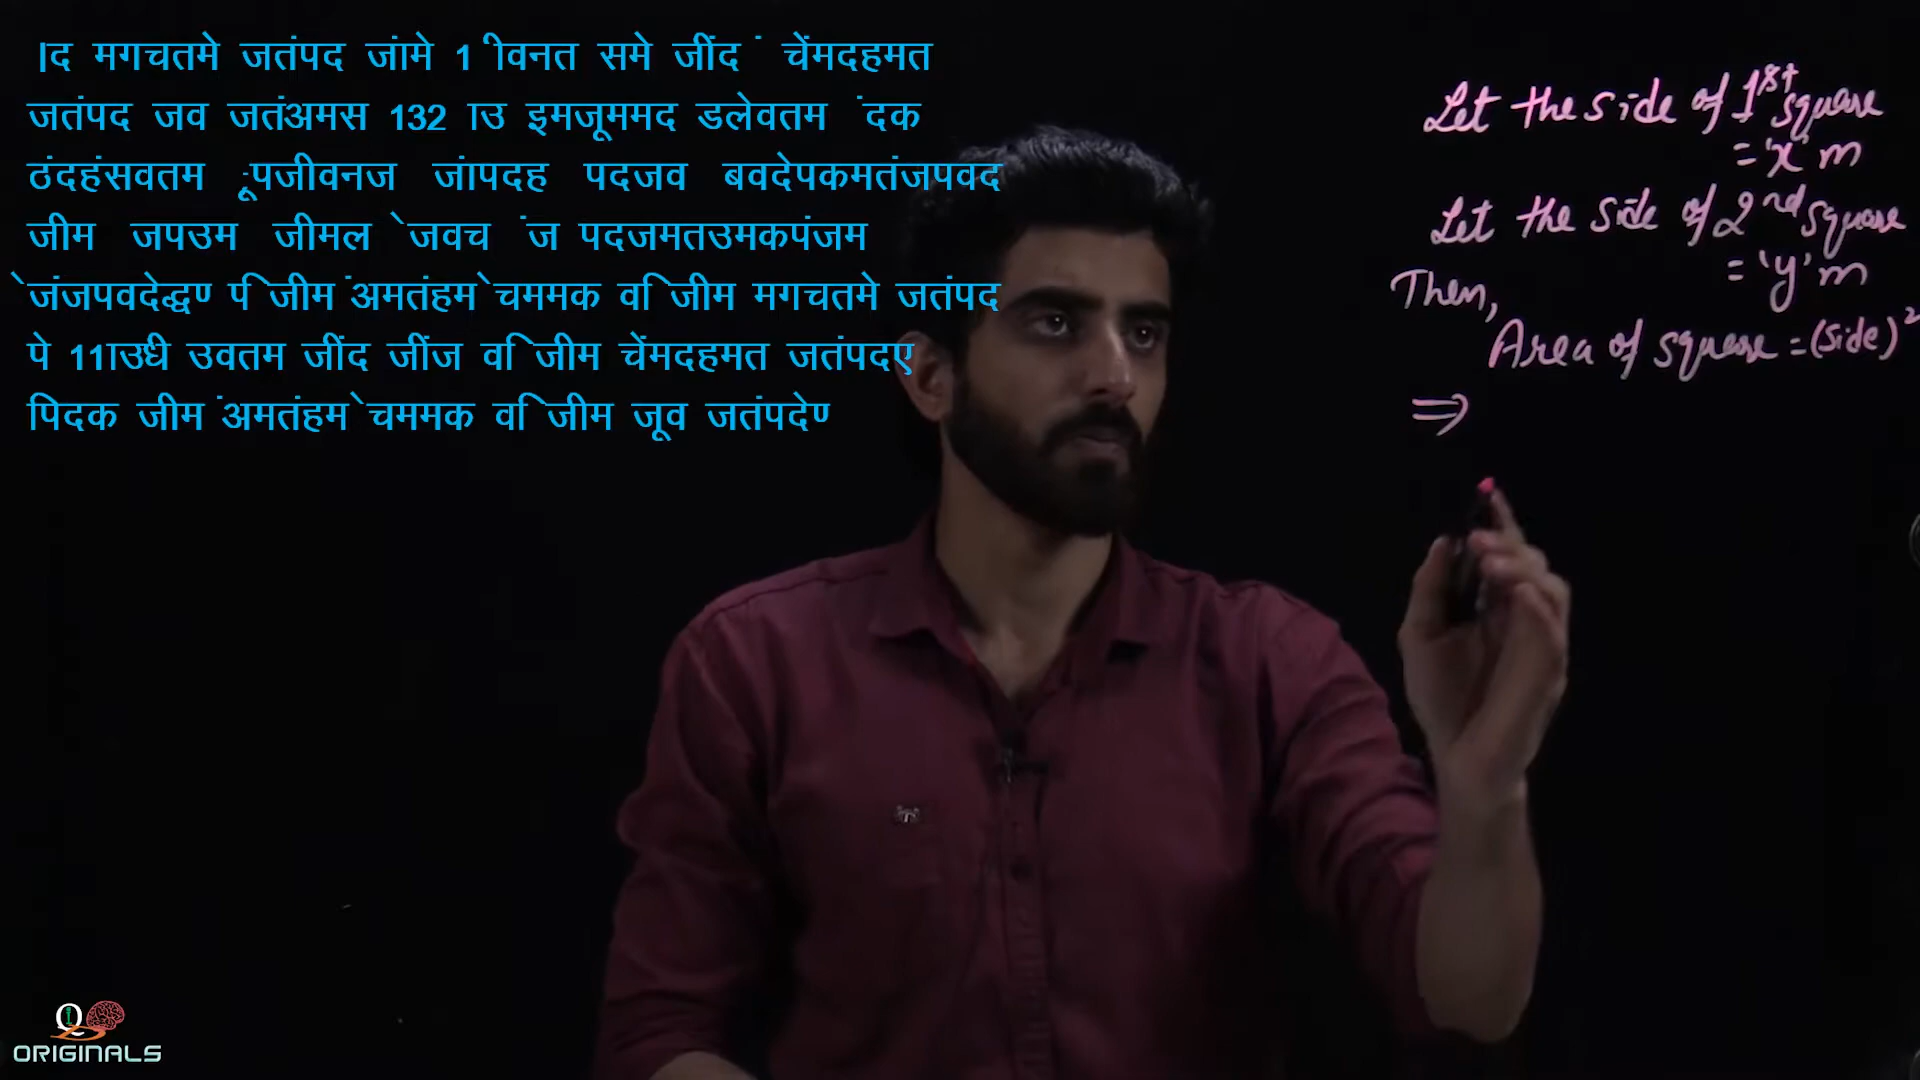 ।द मगचतमे जतंपद जंामे 1 ीवनत समे जींद ं चेंमदहमत
जतंपद जव जतंअमस 132 ाउ इमजूममद डलेवतम ंदक
ठंदहंसवतम ;ूपजीवनज जंापदह पदजव बवदेपकमतंजपवद
जीम जपउम जीमल ेजवच ंज पदजमतउमकपंजम
ेजंजपवदेद्धण प िजीम ंअमतंहम ेचममक व िजीम मगचतमे जतंपद
पे 11ाउधी उवतम जींद जींज व िजीम चेंमदहमत जतंपदए
पिदक जीम ंअमतंहम ेचममक व िजीम जूव जतंपदेण
Let the side of 1st square
= 'x' m
Let the side of 2nd square
= 'y' m
Then,
Area of square = (side)²
⇒
ORIGINALS